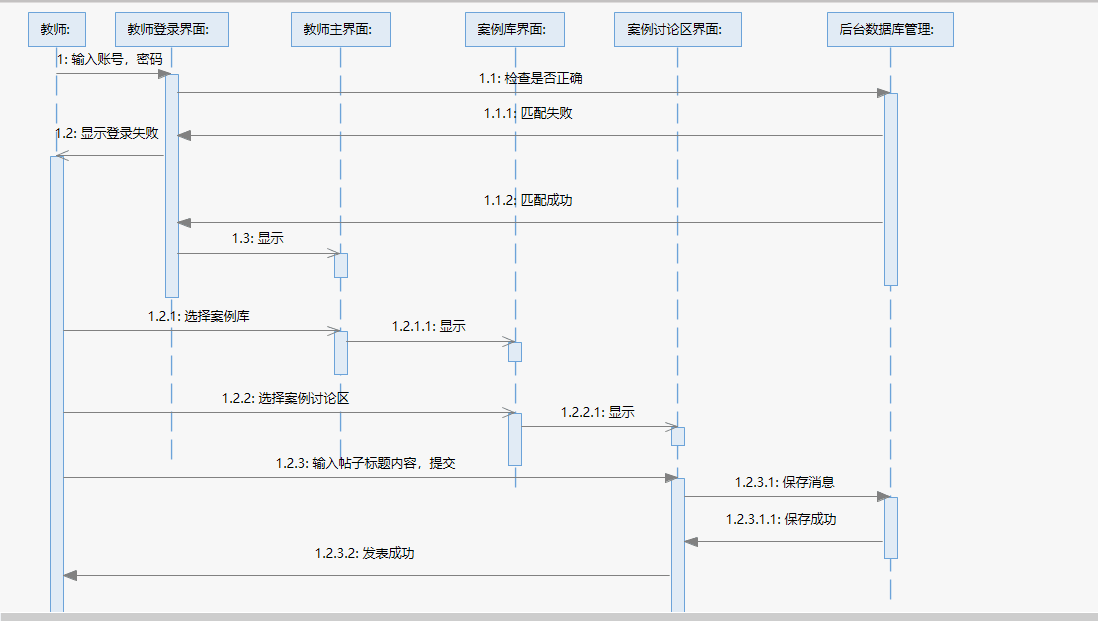 教师:
教师登录界面:
教师主界面:
案例库界面:
案例讨论区界面:
后台数据库管理:
1: 输入账号，密码
1.1: 检查是否正确
1.1.1: 匹配失败
1.2: 显示登录失败
1.1.2: 匹配成功
1.3: 显示
1.2.1: 选择案例库
1.2.1.1: 显示
1.2.2: 选择案例讨论区
1.2.2.1: 显示
1.2.3: 输入帖子标题内容，提交
1.2.3.1: 保存消息
1.2.3.1.1: 保存成功
1.2.3.2: 发表成功